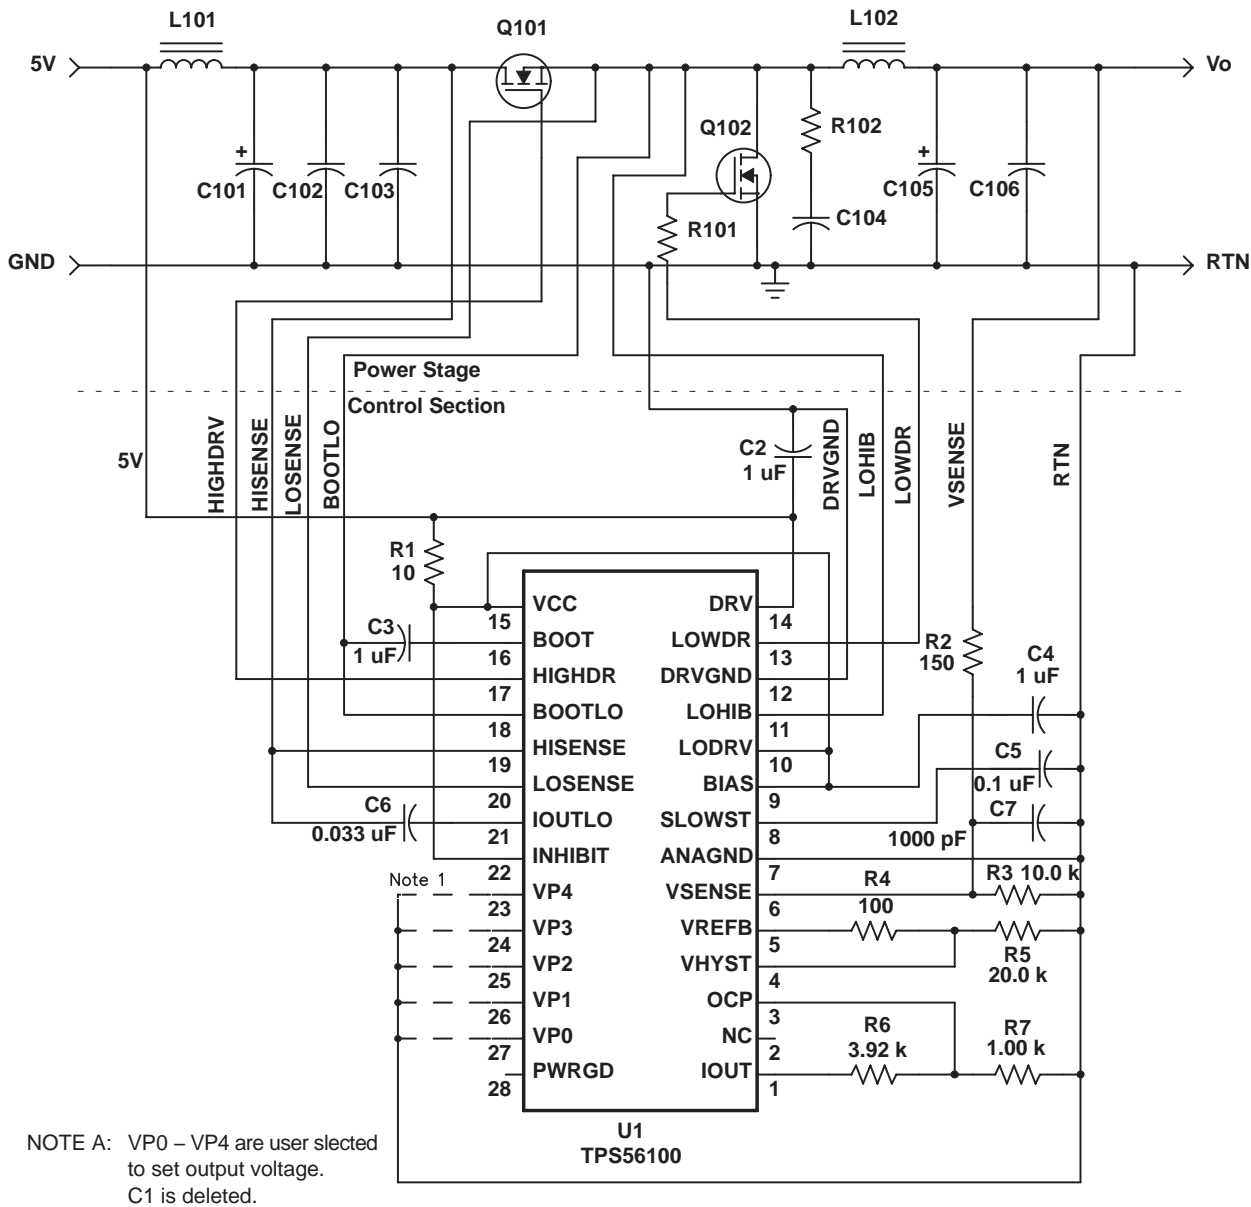 L101
Q101
L102
5V
Vo
Q102
R102
C101
C102
C103
C105
C106
R101
C104
GND
RTN
Power Stage
Control Section
5V
HIGHDRV
HISENSE
LOSENSE
BOOTLO
C2
1 uF
DRVGND
LOHIB
LOWDR
VSENSE
RTN
R1
10
VCC
DRV
15
14
C3
1 uF
BOOT
LOWDR
16
13
R2
150
C4
1 uF
HIGHDR
DRVGND
17
12
BOOTLO
LOHIB
18
11
HISENSE
LODRV
19
10
C5
0.1 uF
LOSENSE
BIAS
20
9
C6
0.033 uF
IOUTLO
SLOWST
21
8
C7
1000 pF
INHIBIT
ANAGND
22
7
Note 1
R4
100
R3 10.0 k
VP4
VSENSE
23
6
VP3
VREFB
24
5
R5
20.0 k
VP2
VHYST
25
4
VP1
OCP
26
3
R6
3.92 k
R7
1.00 k
VP0
NC
27
2
PWRGD
IOUT
28
1
U1
TPS56100
NOTE A: VP0 – VP4 are user slected
to set output voltage.
C1 is deleted.